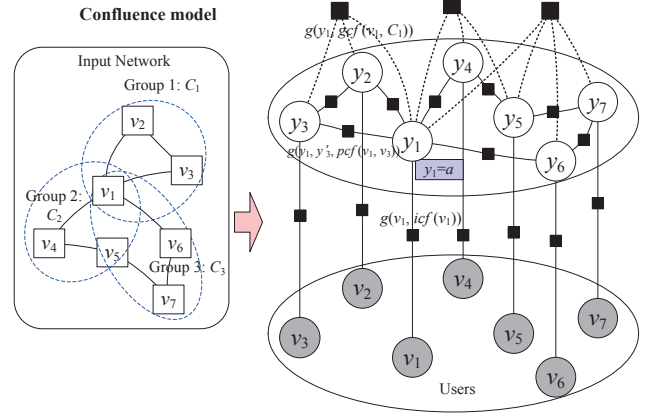 Confluence model
Input Network
Group 1: C1
v2
v3
Group 2:
C2
v1
v4
v5
v6
Group 3: C3
v7
g(y1, gcf(v1, C1))
y2
y4
y3
y1
y5
y7
y6
g(y1, y'3, pcf(v1, v3))
y1=a
g(v1, icf(v1))
v2
v4
v3
v1
v5
v7
v6
Users